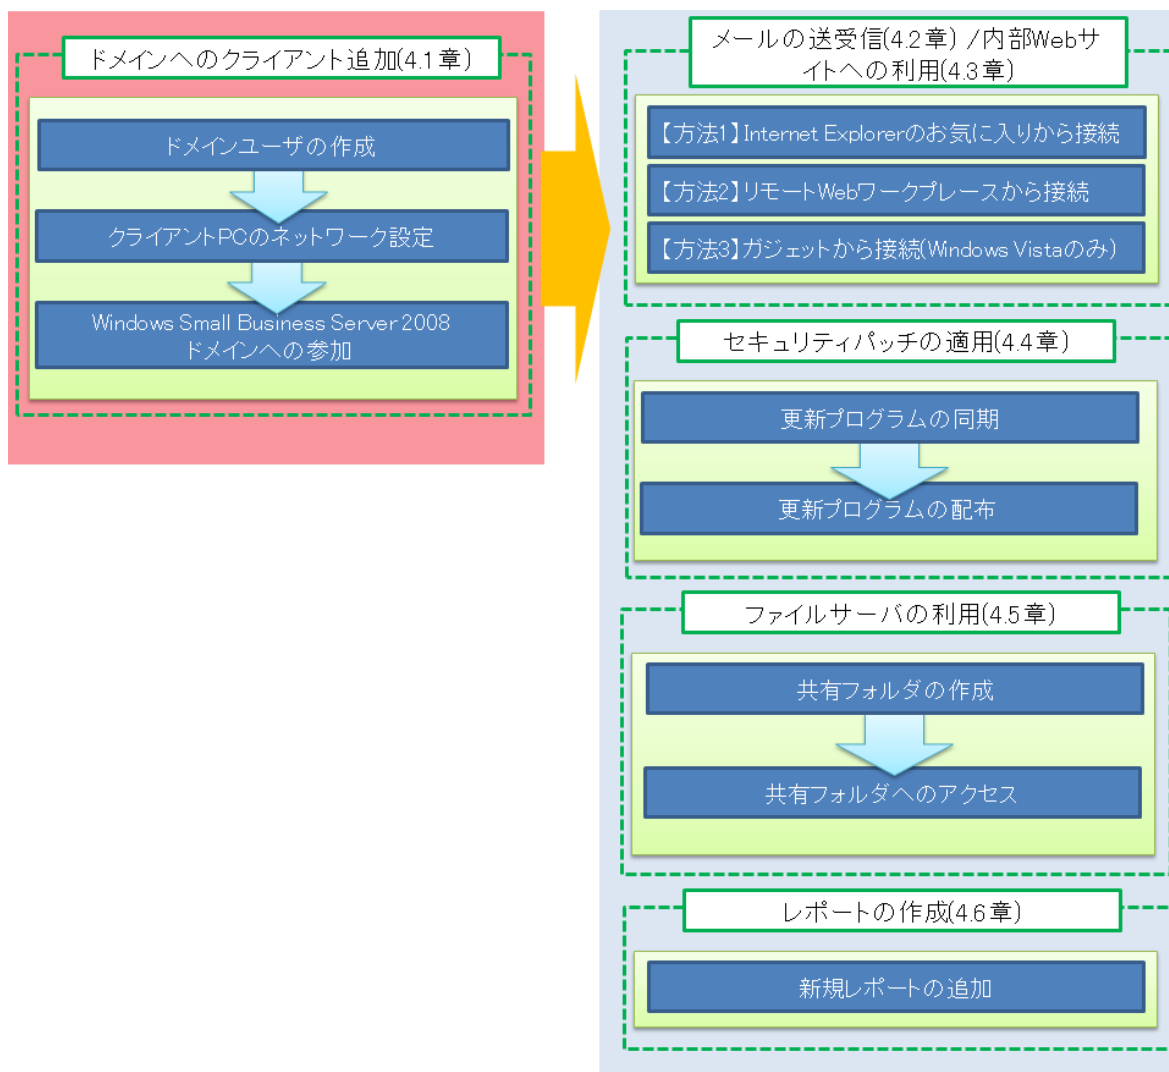 ドメインへのクライアント追加(4.1章)
ドメインユーザの作成
クライアントPCのネットワーク設定
Windows Small Business Server 2008
ドメインへの参加
メールの送受信(4.2章) /内部Webサ
イトへの利用(4.3章)
【方法1】Internet Explorerのお気に入りから接続
【方法2】リモートWebワークプレースから接続
【方法3】ガジェットから接続(Windows Vistaのみ)
セキュリティパッチの適用(4.4章)
更新プログラムの同期
更新プログラムの配布
ファイルサーバの利用(4.5章)
共有フォルダの作成
共有フォルダへのアクセス
レポートの作成(4.6章)
新規レポートの追加